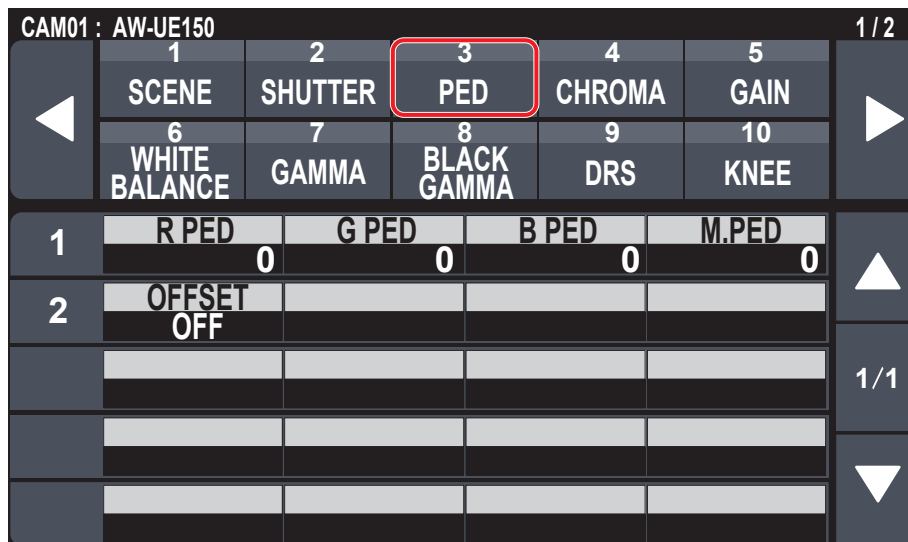 CAM01 : AW-UE150 1 / 2
1 2 3 4 5
SCENE SHUTTER PED CHROMA GAIN
6 7 8 9 10
WHITE BALANCE GAMMA BLACK GAMMA DRS KNEE
1 R PED G PED B PED M.PED
0 0 0 0
2 OFFSET
OFF
1/1